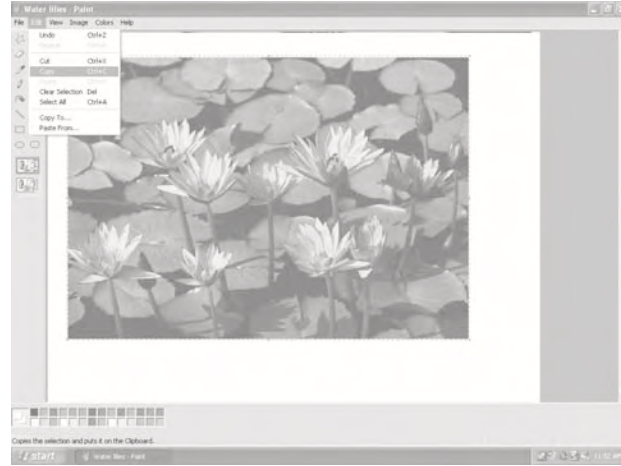 Water lilies - Paint
File Edit View Image Colors Help
Undo Ctrl+Z
Cut Ctrl+X
Copy Ctrl+C
Clear Selection Del
Select All Ctrl+A
Copy To...
Paste From...
Copies the selection and puts it on the Clipboard.
start Water lilies - Paint